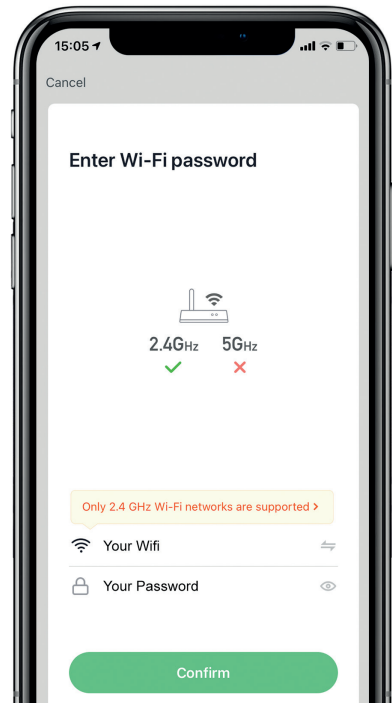 15:05
Cancel
Enter Wi-Fi password
2.4GHz 5GHz
Only 2.4 GHz Wi-Fi networks are supported >
Your Wifi
Your Password
Confirm